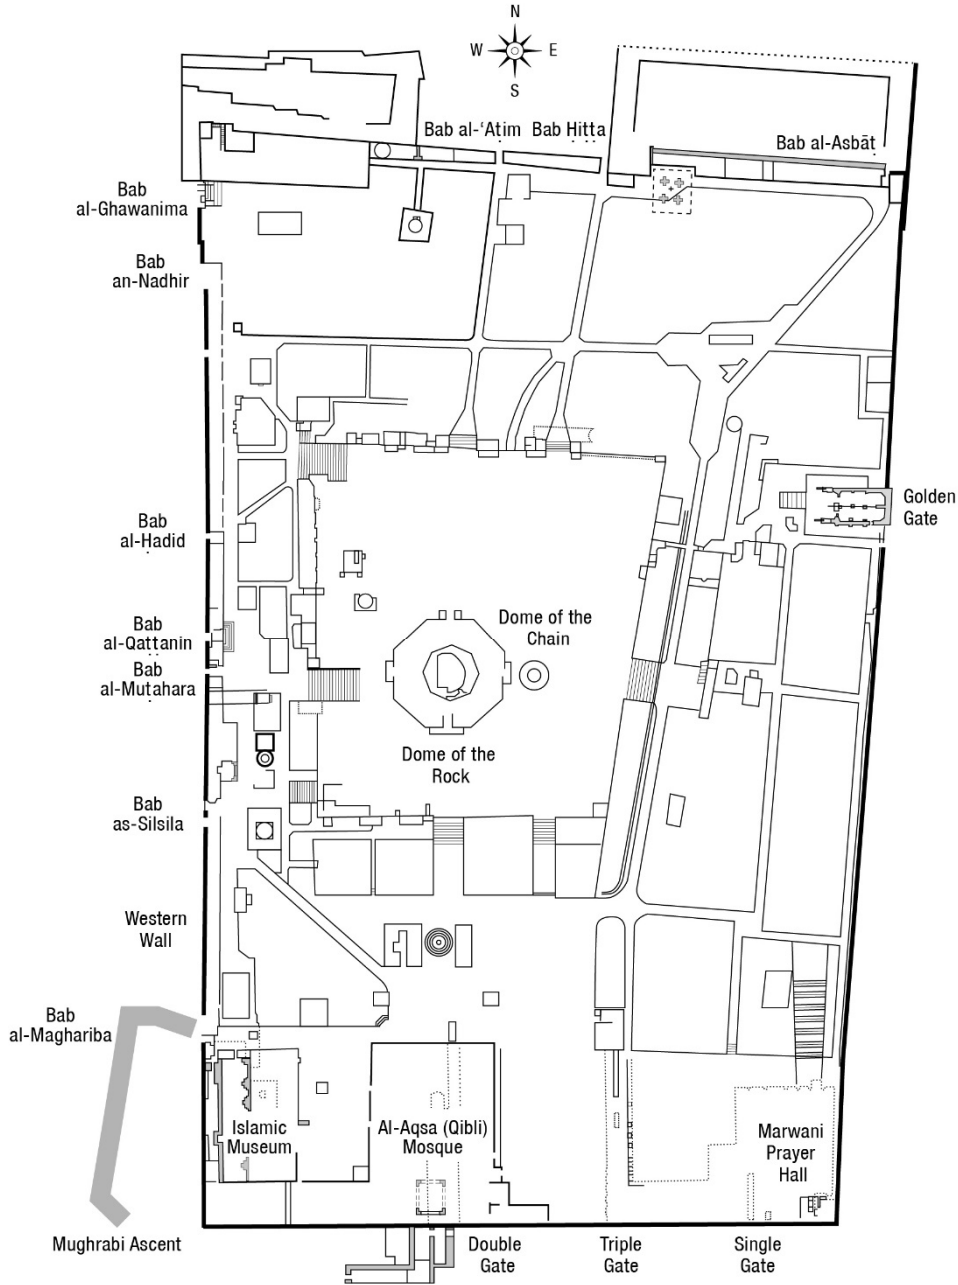 N
W E
S
Bab al-‘Atim Bab Hitta
Bab al-Asbāt
Bab
al-Ghawanima
Bab
an-Nadhir
Golden
Gate
Bab
al-Hadid
Bab
al-Qattanin
Bab
al-Mutahara
Dome of the
Chain
Dome of the
Rock
Bab
as-Silsila
Western
Wall
Bab
al-Maghariba
Islamic
Museum
Al-Aqsa (Qibli)
Mosque
Marwani
Prayer
Hall
Mughrabi Ascent
Double
Gate
Triple
Gate
Single
Gate